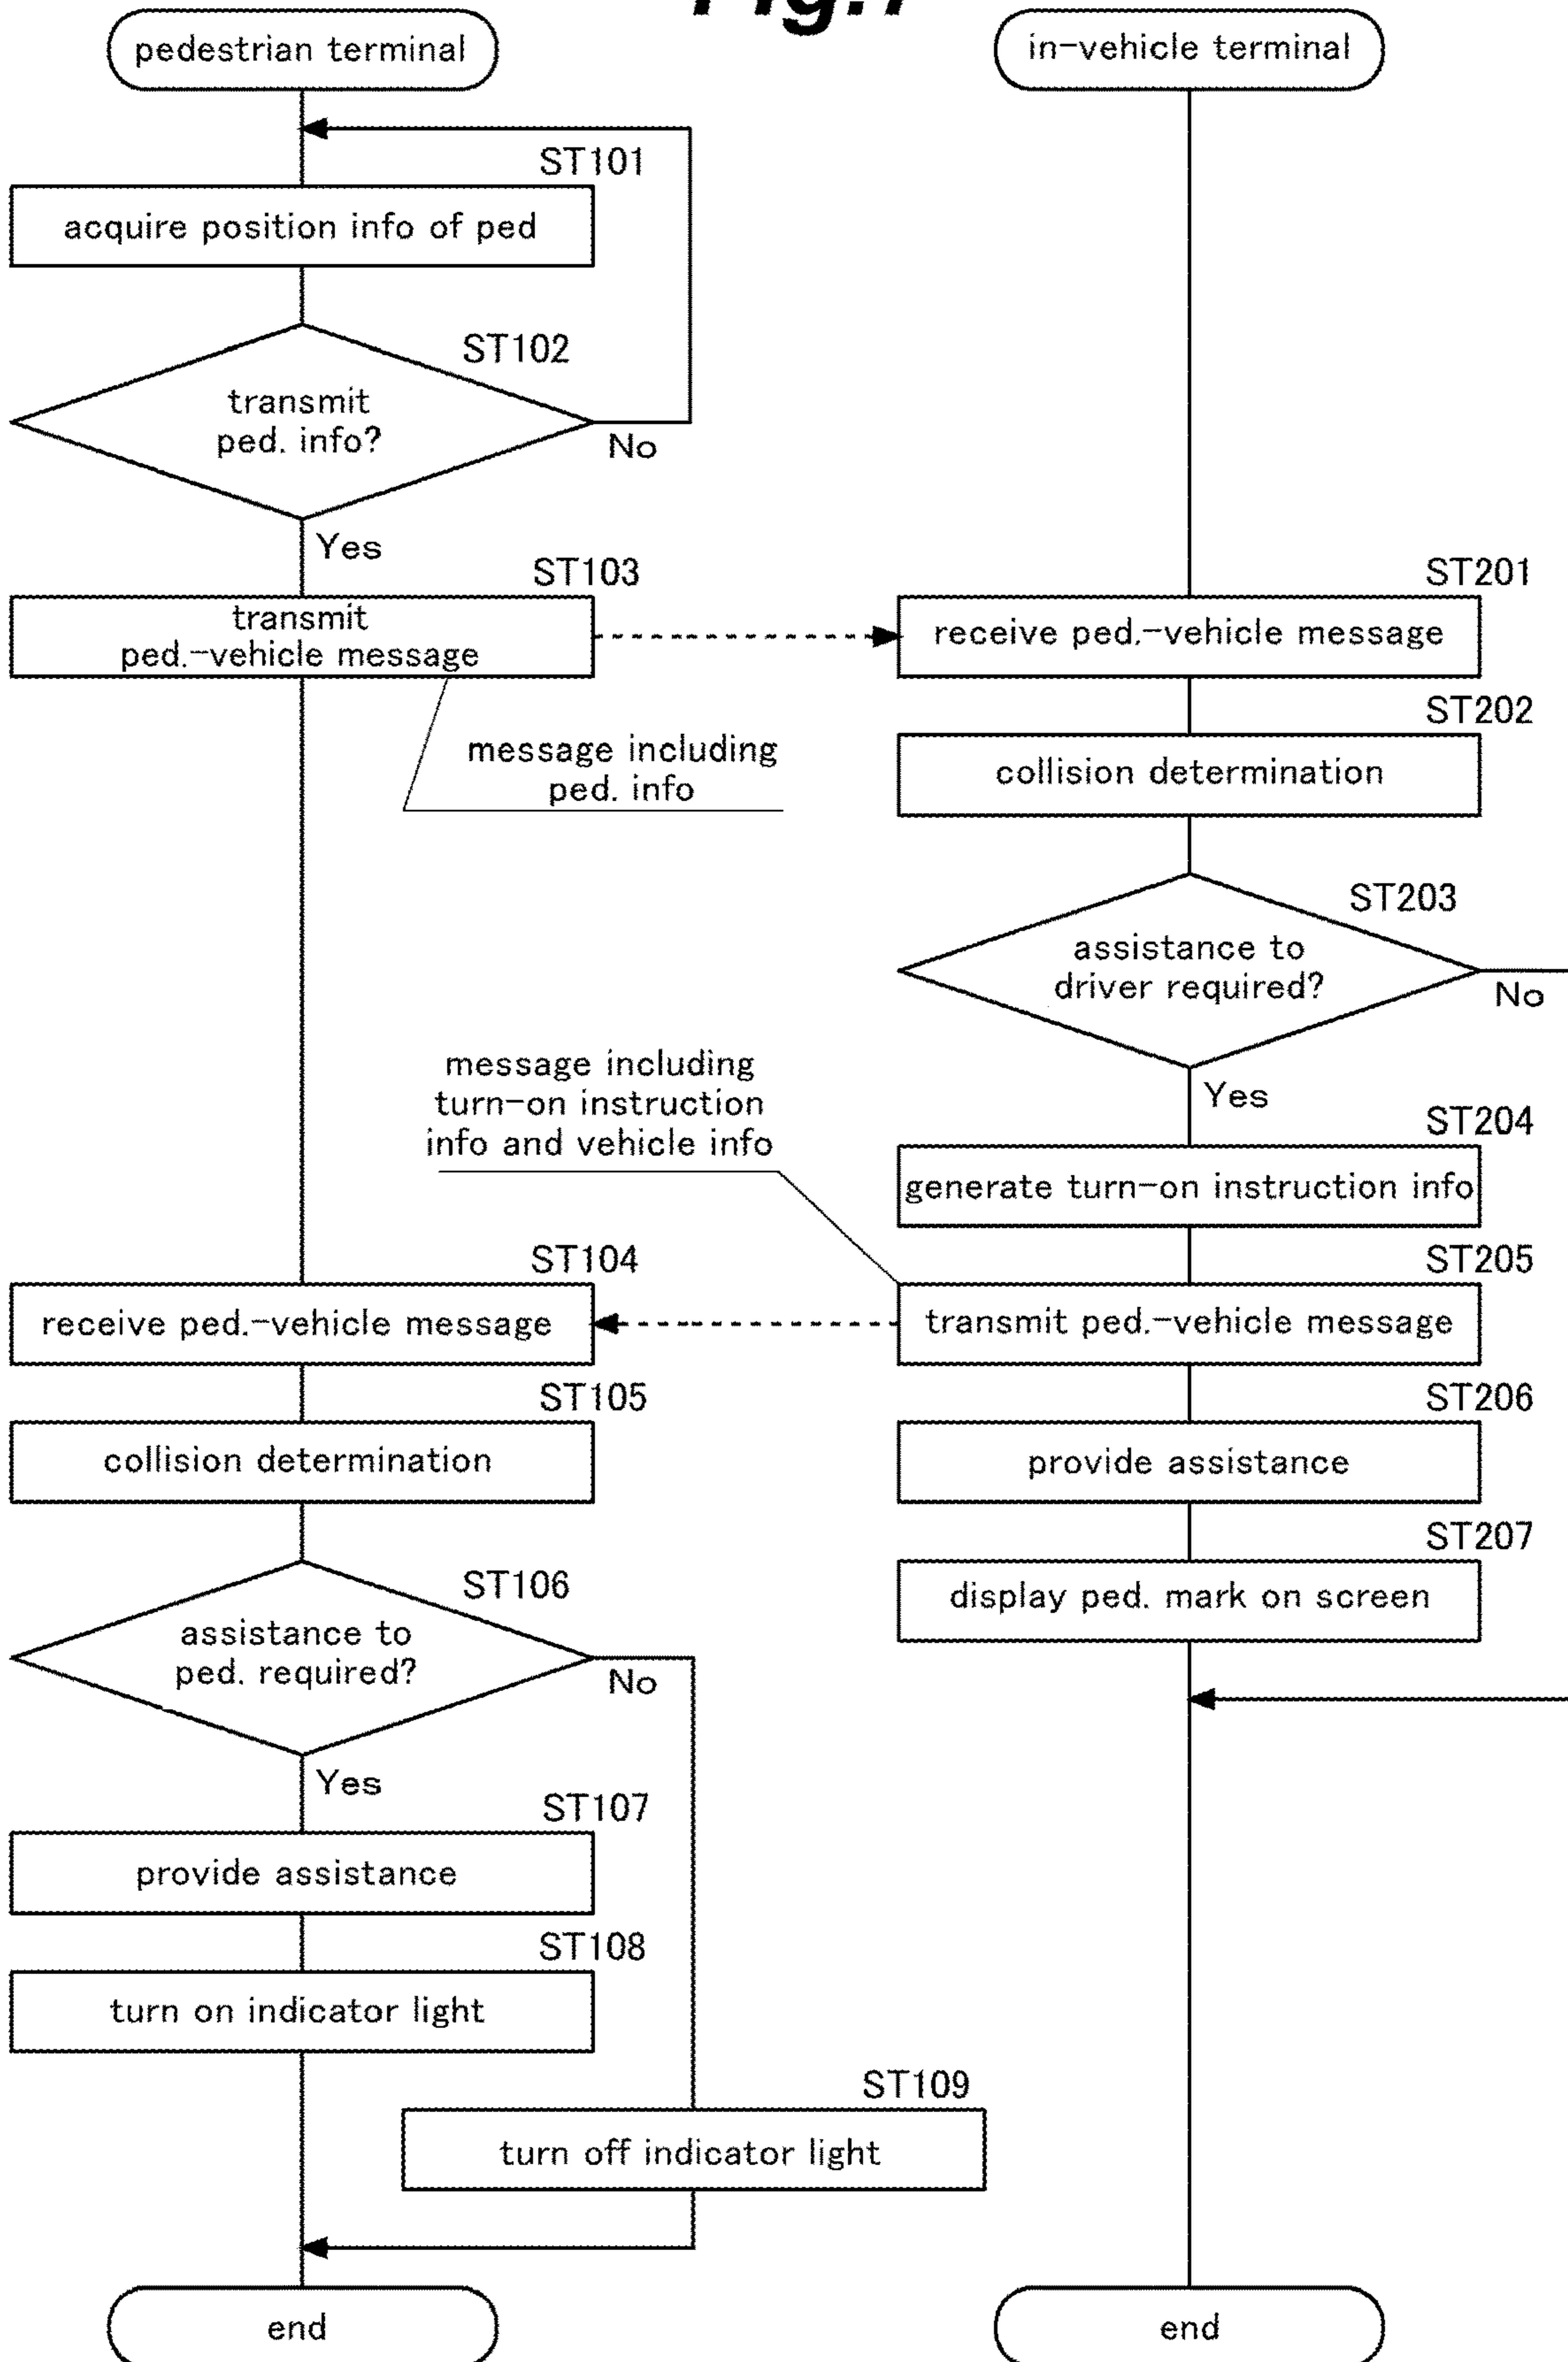 pedestrian terminal
in-vehicle terminal
ST101
acquire position info of ped
ST102
transmit
ped. info?
No
Yes
ST103
transmit
ped.-vehicle message
message including
ped. info
ST201
receive ped.-vehicle message
ST202
collision determination
ST203
assistance to
driver required?
No
Yes
message including
turn-on instruction
info and vehicle info
ST204
generate turn-on instruction info
ST205
transmit ped.-vehicle message
ST104
receive ped.-vehicle message
ST105
collision determination
ST206
provide assistance
ST207
display ped. mark on screen
ST106
assistance to
ped. required?
No
Yes
ST107
provide assistance
ST108
turn on indicator light
ST109
turn off indicator light
end
end